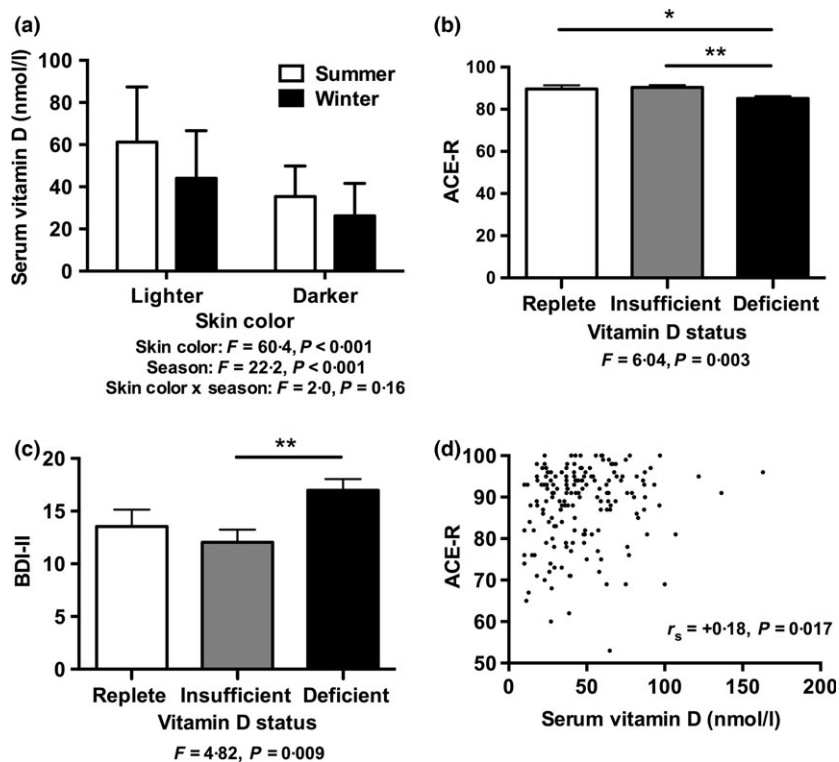 (a)
Serum vitamin D (nmol/l)
100
80
60
40
20
0
Summer
Winter
Lighter Darker
Skin color
Skin color: F = 60·4, P < 0·001
Season: F = 22·2, P < 0·001
Skin color x season: F = 2·0, P = 0·16
(b)
*
**
ACE-R
100
80
60
40
20
0
Replete Insufficient Deficient
Vitamin D status
F = 6·04, P = 0·003
(c)
**
BDI-II
20
15
10
5
0
Replete Insufficient Deficient
Vitamin D status
F = 4·82, P = 0·009
(d)
ACE-R
100
90
80
70
60
50
r_s = +0·18, P = 0·017
0 50 100 150 200
Serum vitamin D (nmol/l)